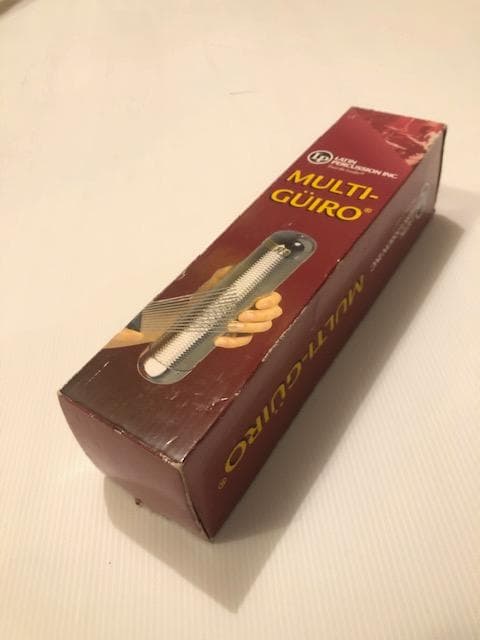 LP
LATIN
PERCUSSION INC.
MULTI-
GÜIRO®
MULTI-GÜIRO®